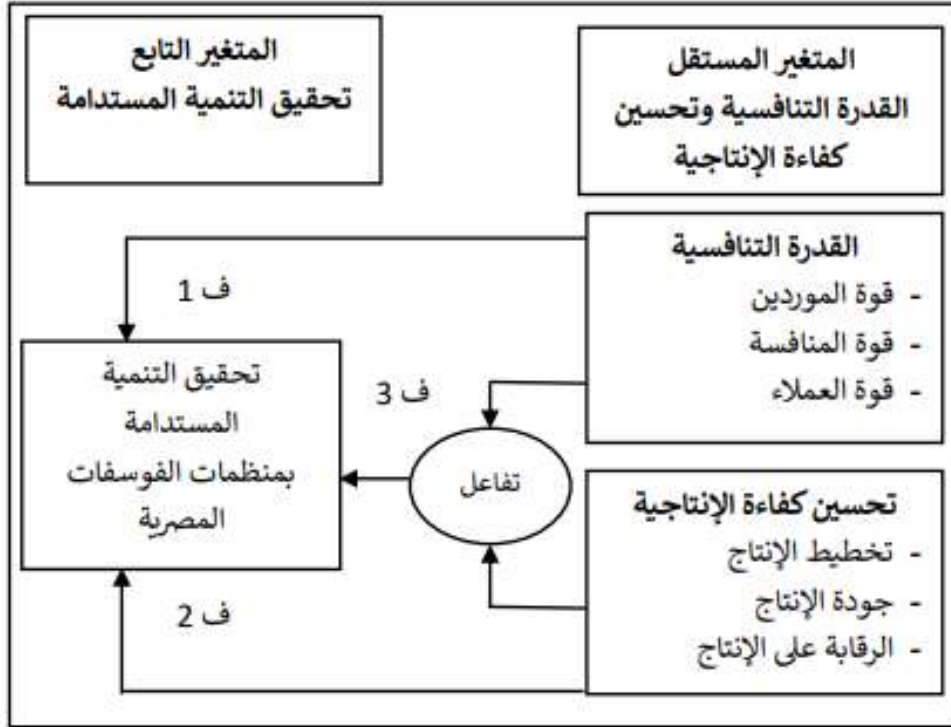 المتغير المستقل
القدرة التنافسية وتحسين
كفاءة الإنتاجية
المتغير التابع
تحقيق التنمية المستدامة
القدرة التنافسية
- قوة الموردين
- قوة المنافسة
- قوة العملاء
ف 1
ف 3
تفاعل
تحقيق التنمية
المستدامة
بمنظمات الفوسفات
المصرية
تحسين كفاءة الإنتاجية
- تخطيط الإنتاج
- جودة الإنتاج
- الرقابة على الإنتاج
ف 2